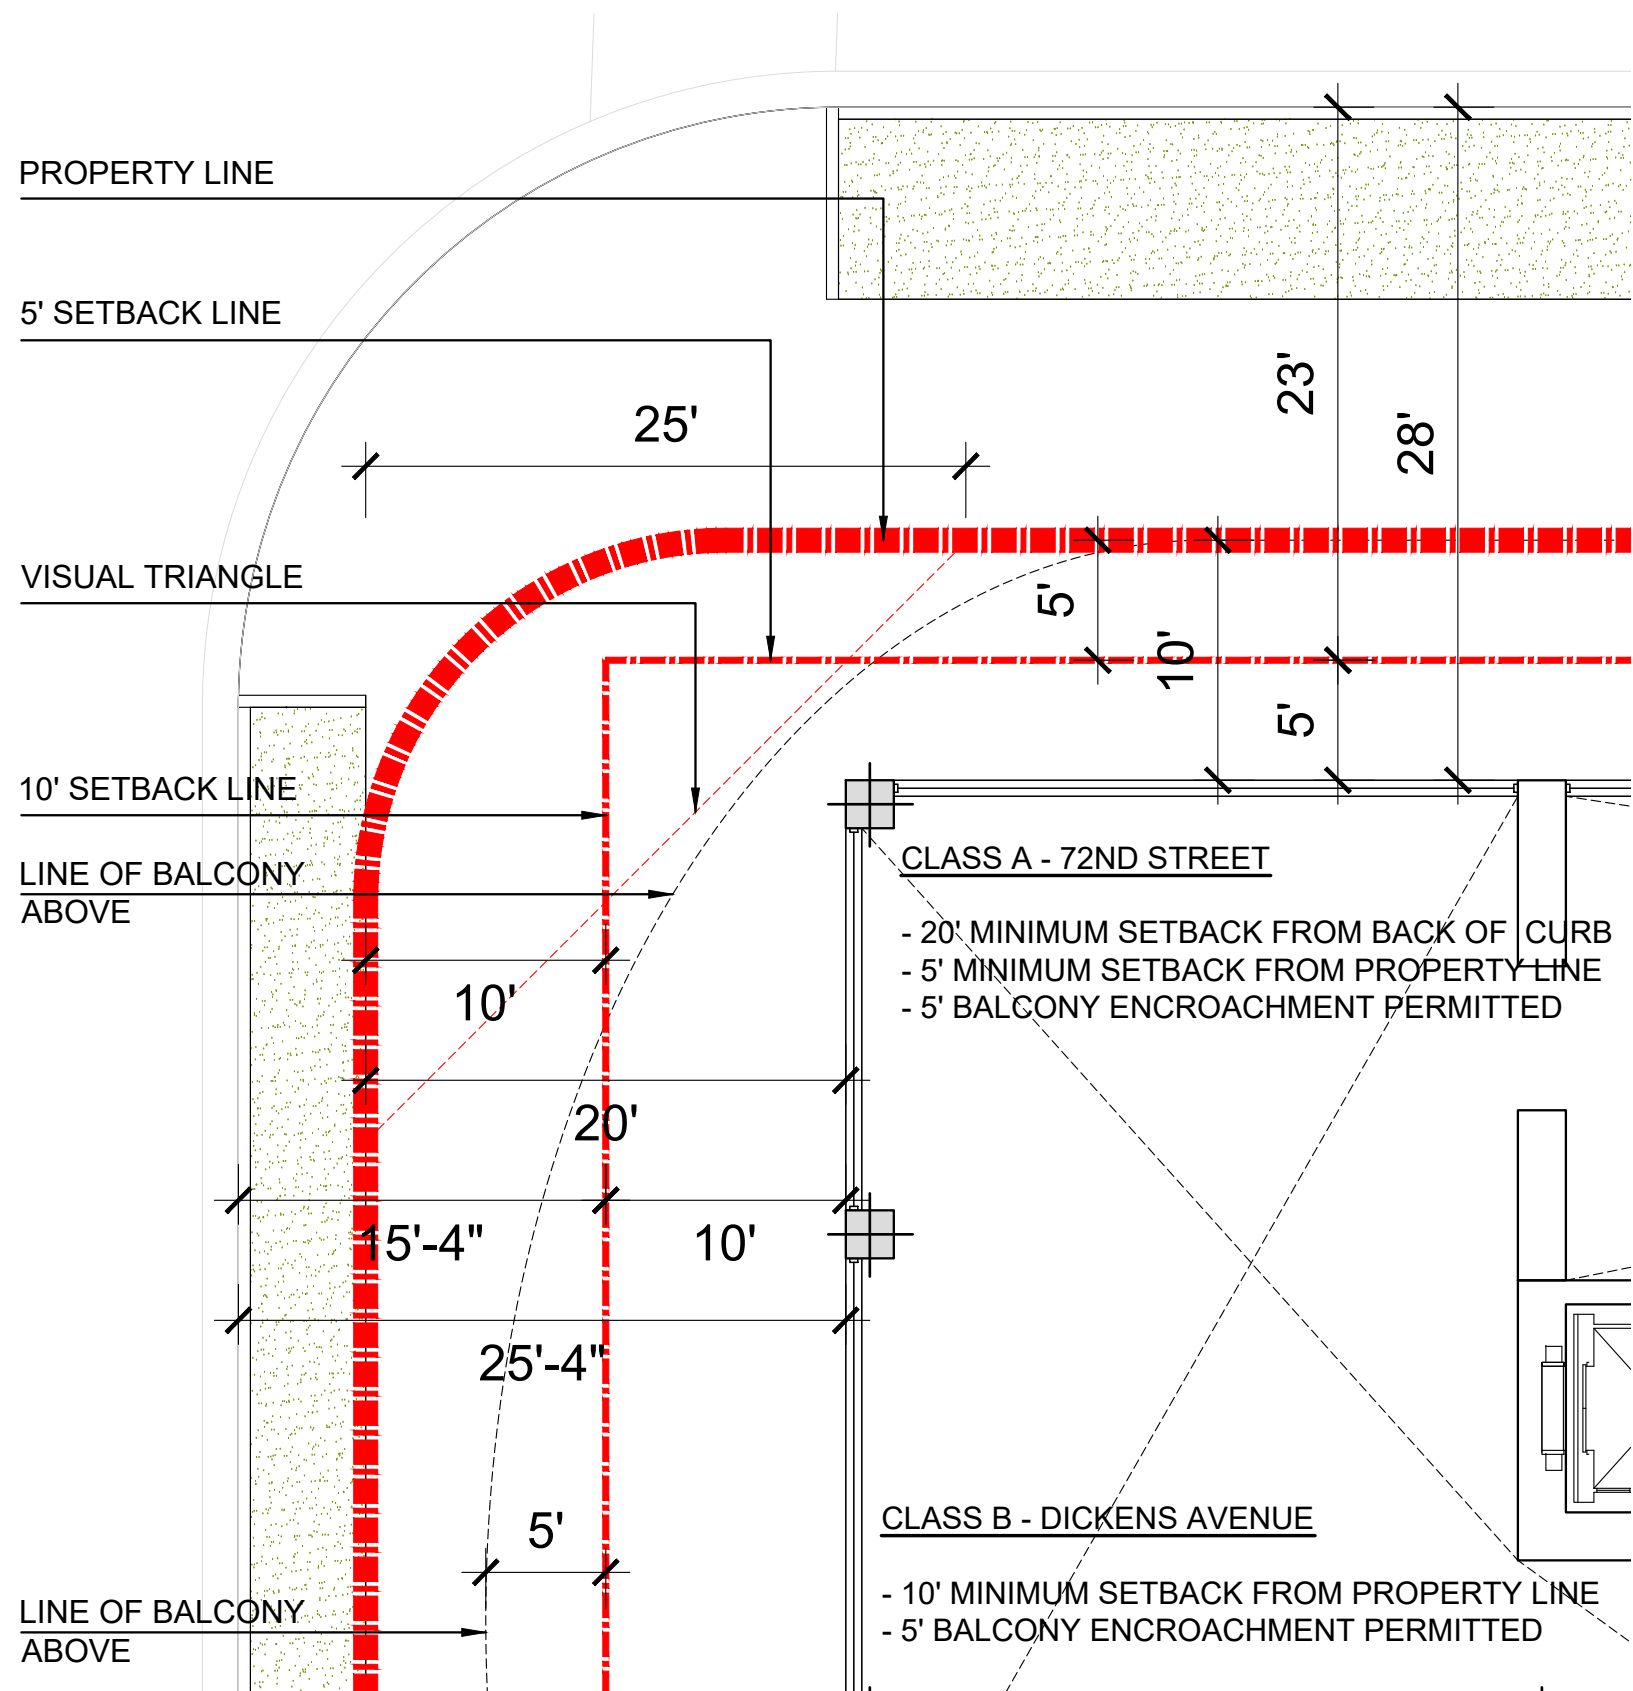 PROPERTY LINE
5' SETBACK LINE
23'
25'
28'
VISUAL TRIANGLE
5'
10'
5'
10' SETBACK LINE
LINE OF BALCONY
ABOVE
CLASS A - 72ND STREET
- 20' MINIMUM SETBACK FROM BACK OF CURB
- 5' MINIMUM SETBACK FROM PROPERTY LINE
- 5' BALCONY ENCROACHMENT PERMITTED
10'
20'
15'-4"
10'
25'-4"
5'
CLASS B - DICKENS AVENUE
- 10' MINIMUM SETBACK FROM PROPERTY LINE
- 5' BALCONY ENCROACHMENT PERMITTED
LINE OF BALCONY
ABOVE